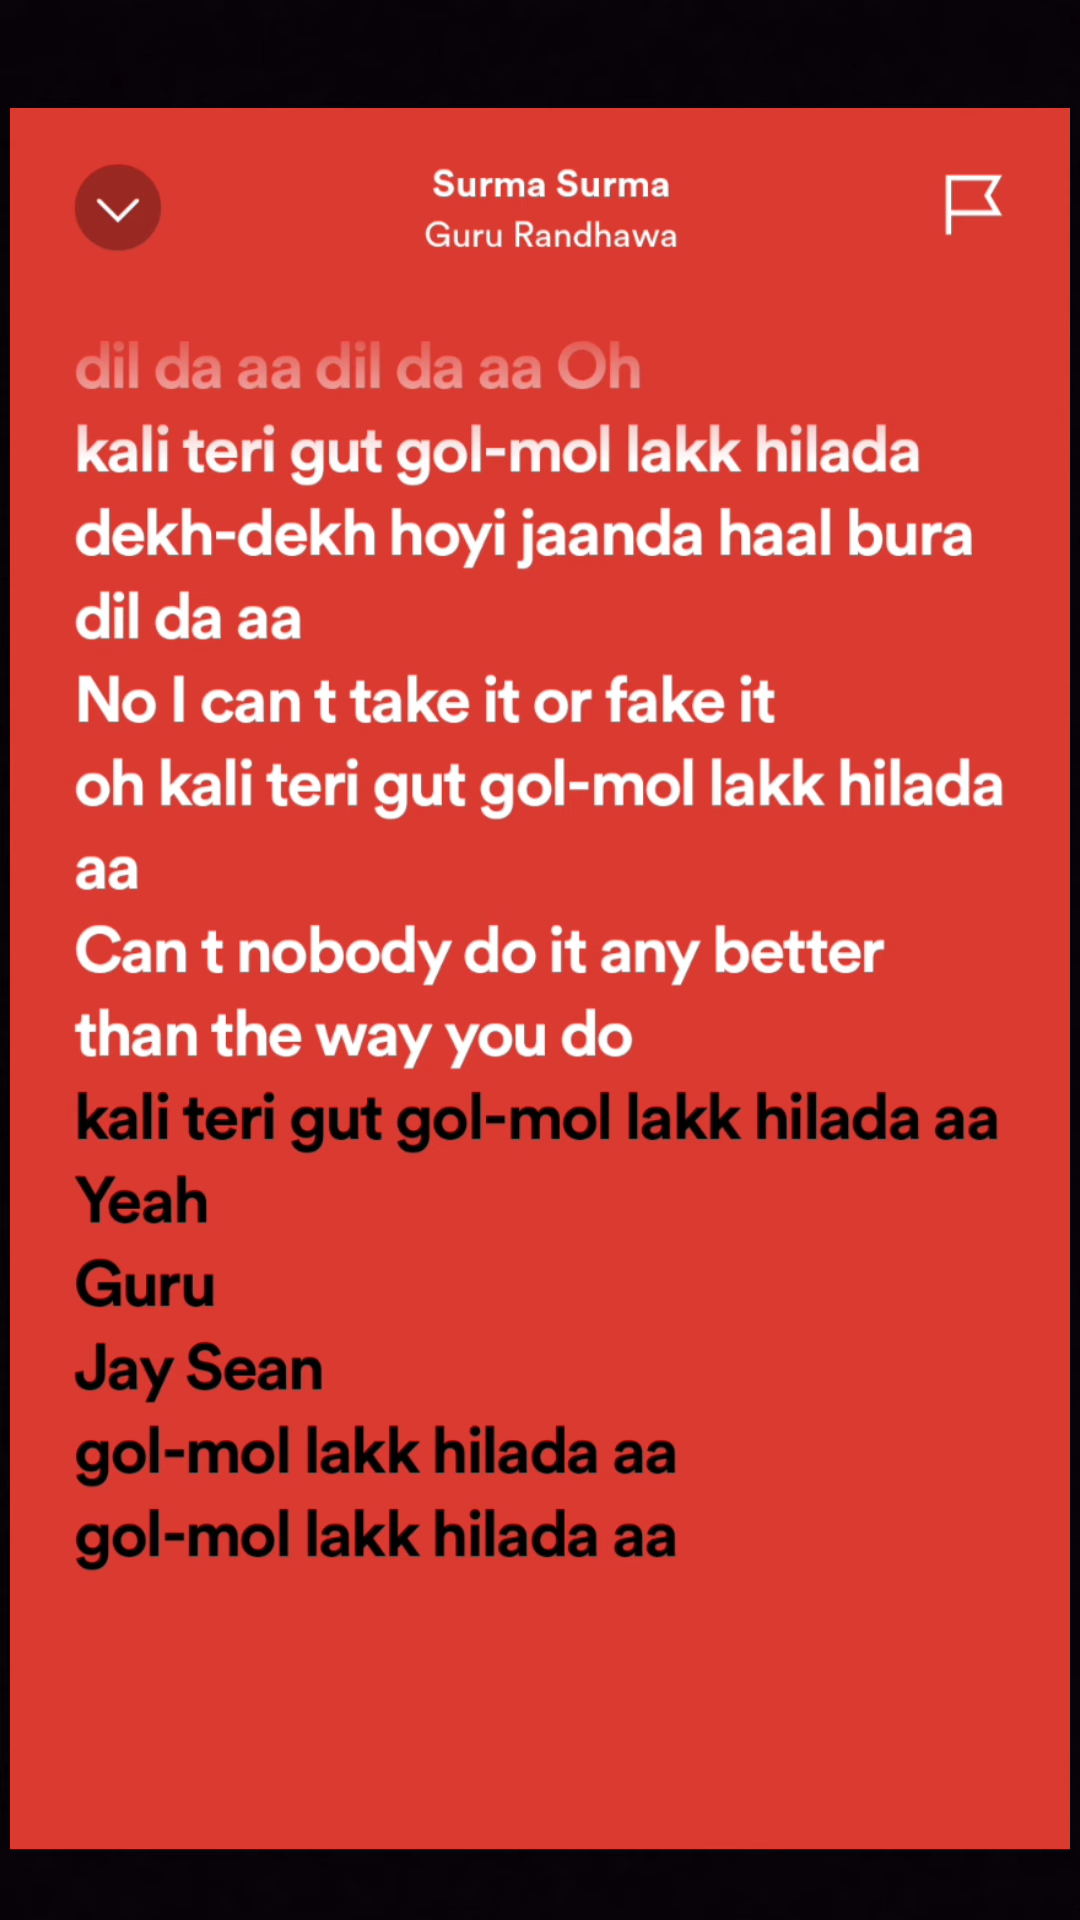 Surma Surma
Guru Randhawa
dil da aa dil da aa Oh
kali teri gut gol-mol lakk hilada
dekh-dekh hoyi jaanda haal bura
dil da aa
No I can t take it or fake it
oh kali teri gut gol-mol lakk hilada
aa
Can t nobody do it any better
than the way you do
kali teri gut gol-mol lakk hilada aa
Yeah
Guru
Jay Sean
gol-mol lakk hilada aa
gol-mol lakk hilada aa